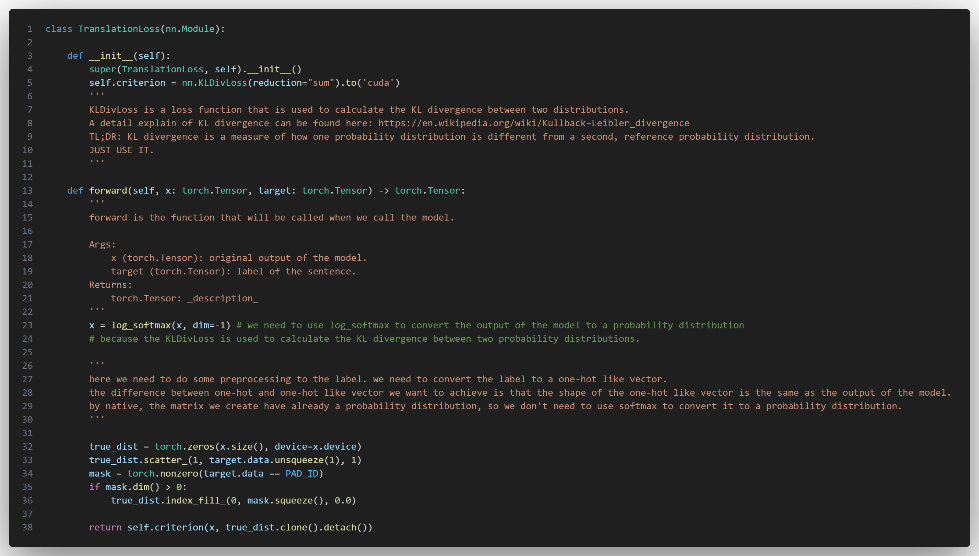 1 class TranslationLoss(nn.Module):
2
3 def __init__(self):
4 super(TranslationLoss, self).__init__()
5 self.criterion = nn.KLDivLoss(reduction="sum").to('cuda')
6 '''
7 KLDivLoss is a loss function that is used to calculate the KL divergence between two distributions.
8 A detail explain of KL divergence can be found here: https://en.wikipedia.org/wiki/Kullback-Leibler_divergence
9 TL;DR: KL divergence is a measure of how one probability distribution is different from a second, reference probability distribution.
10 JUST USE IT.
11 '''
12
13 def forward(self, x: torch.Tensor, target: torch.Tensor) -> torch.Tensor:
14 '''
15 forward is the function that will be called when we call the model.
16
17 Args:
18 x (torch.Tensor): original output of the model.
19 target (torch.Tensor): label of the sentence.
20 Returns:
21 torch.Tensor: _description_
22 '''
23 x = log_softmax(x, dim=-1) # we need to use log_softmax to convert the output of the model to a probability distribution
24 # because the KLDivLoss is used to calculate the KL divergence between two probability distributions.
25
26 '''
27 here we need to do some preprocessing to the label. we need to convert the label to a one-hot like vector.
28 the difference between one-hot and one-hot like vector we want to achieve is that the shape of the one-hot like vector is the same as the output of the model.
29 by native, the matrix we create have already a probability distribution, so we don't need to use softmax to convert it to a probability distribution.
30 '''
31
32 true_dist = torch.zeros(x.size(), device=x.device)
33 true_dist.scatter_(1, target.data.unsqueeze(1), 1)
34 mask = torch.nonzero(target.data == PAD_ID)
35 if mask.dim() > 0:
36 true_dist.index_fill_(0, mask.squeeze(), 0.0)
37
38 return self.criterion(x, true_dist.clone().detach())